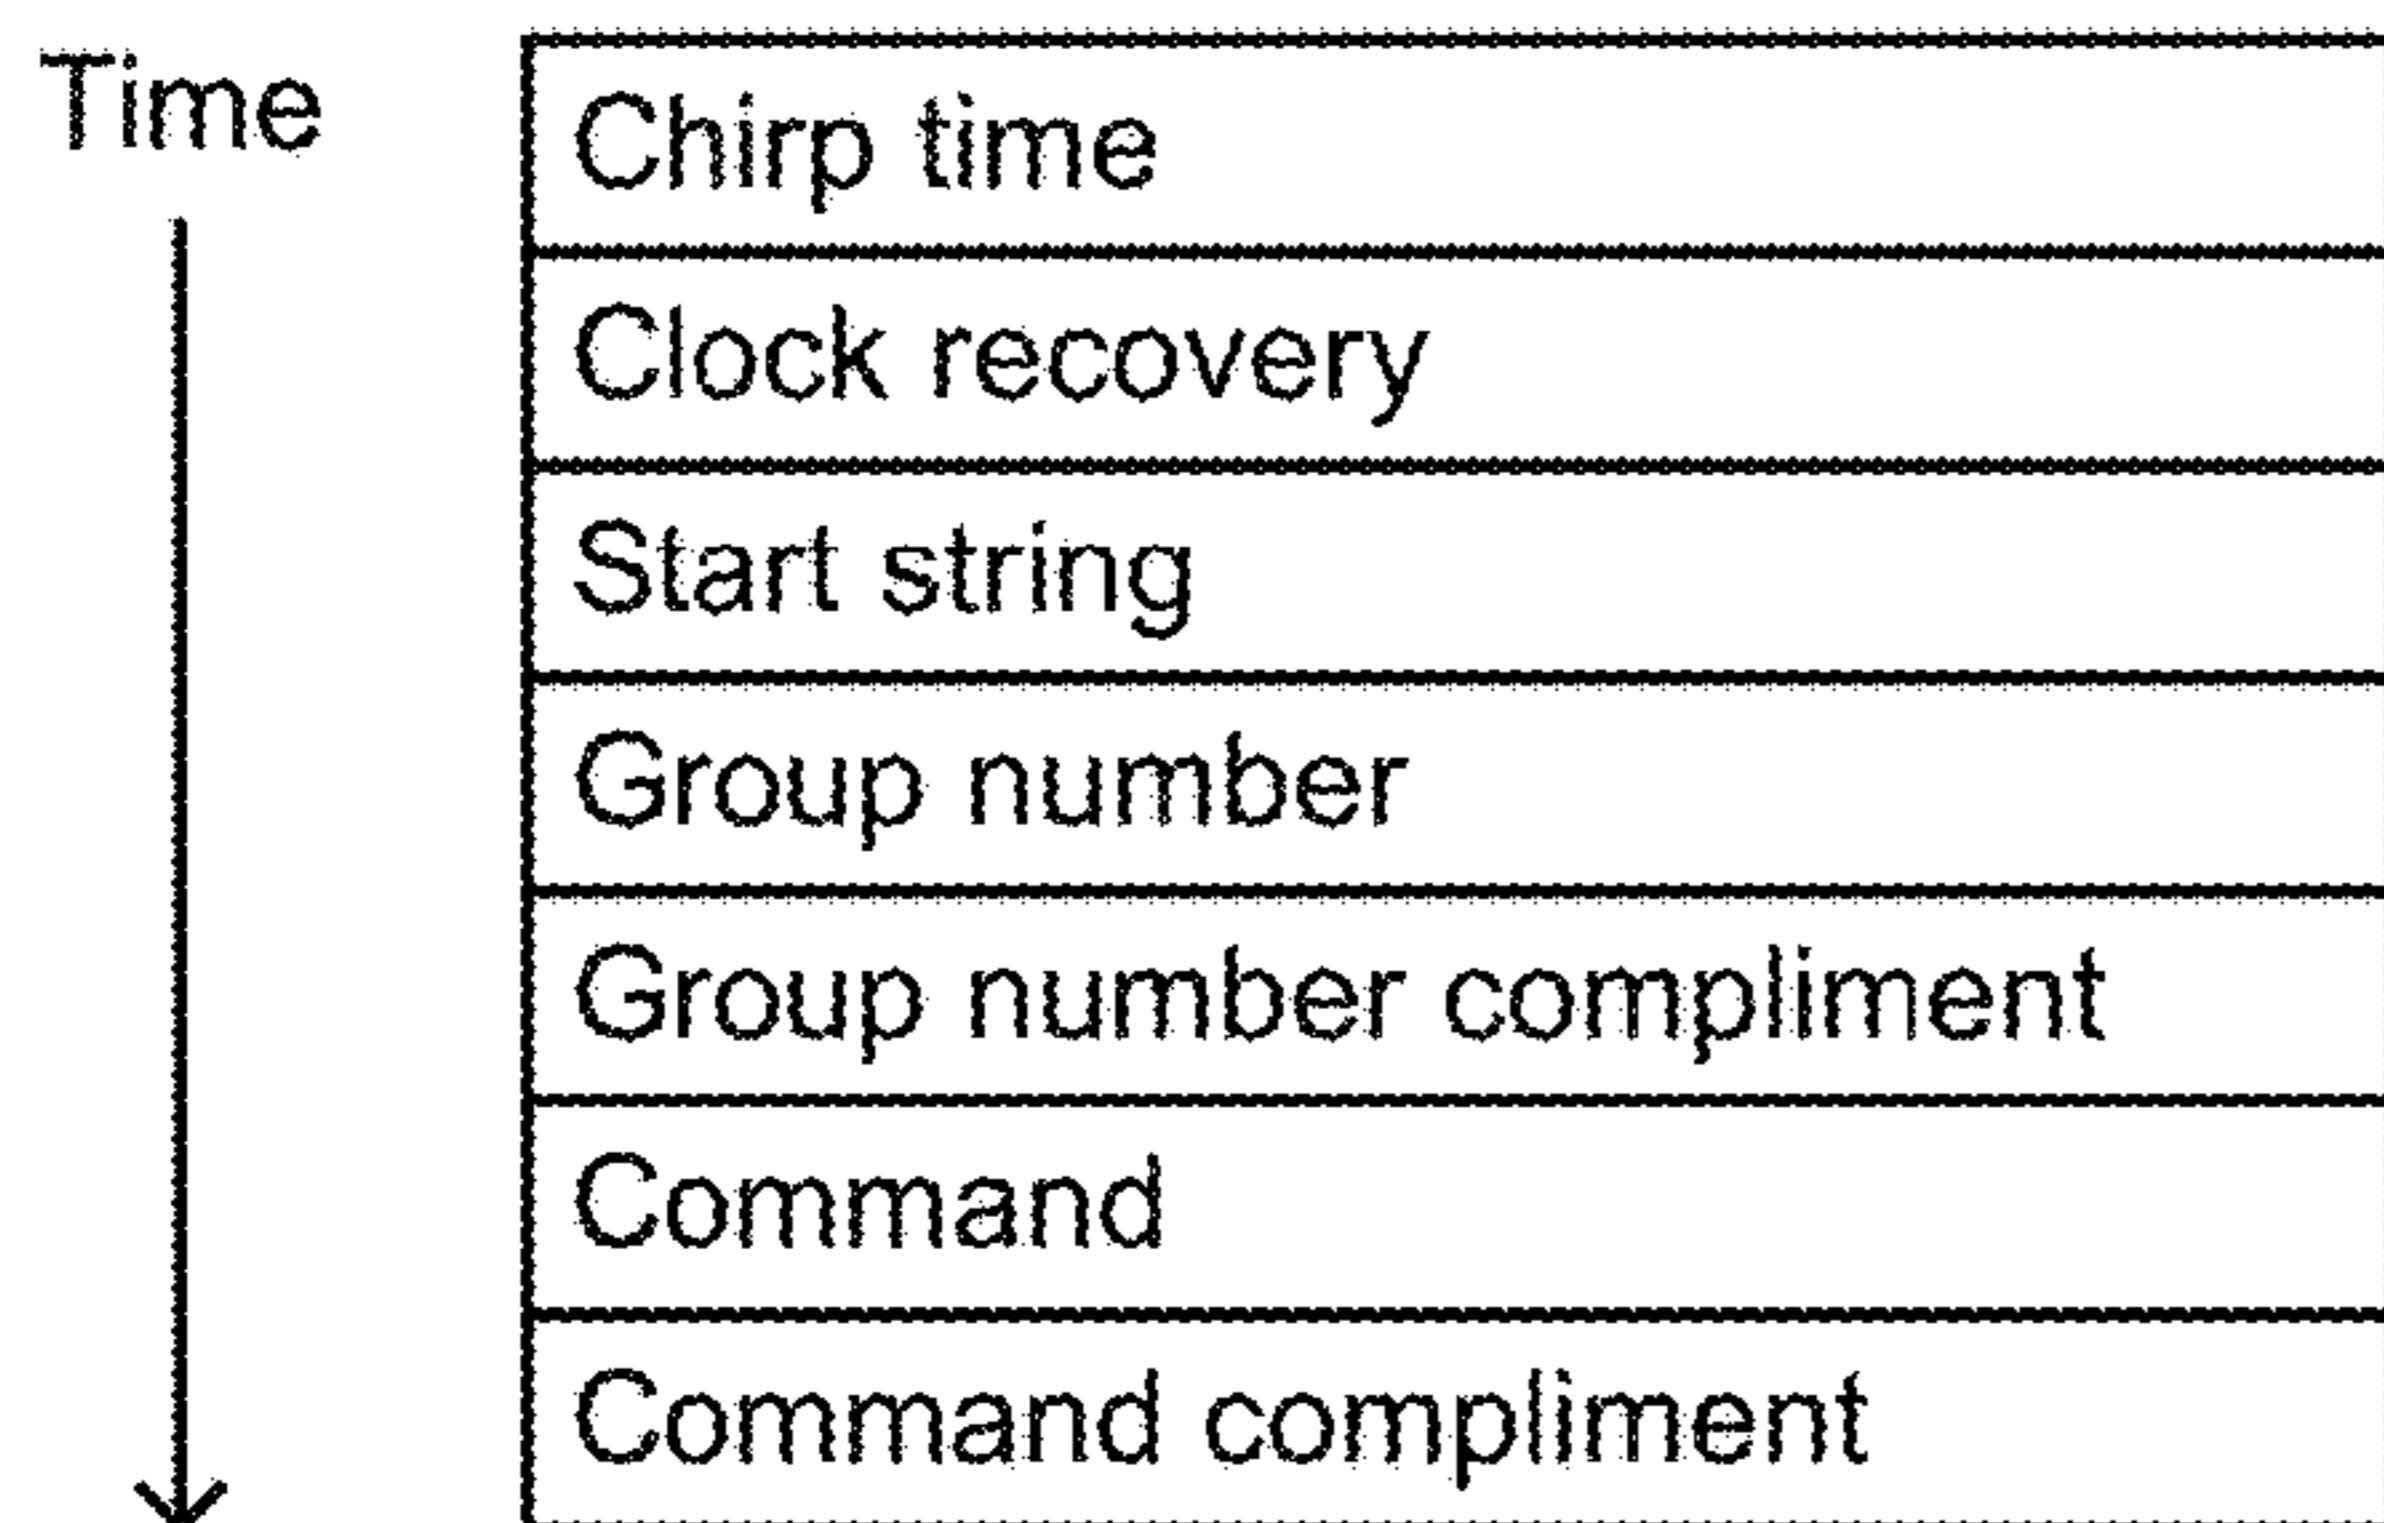 Time
Chirp time
Clock recovery
Start string
Group number
Group number compliment
Command
Command compliment